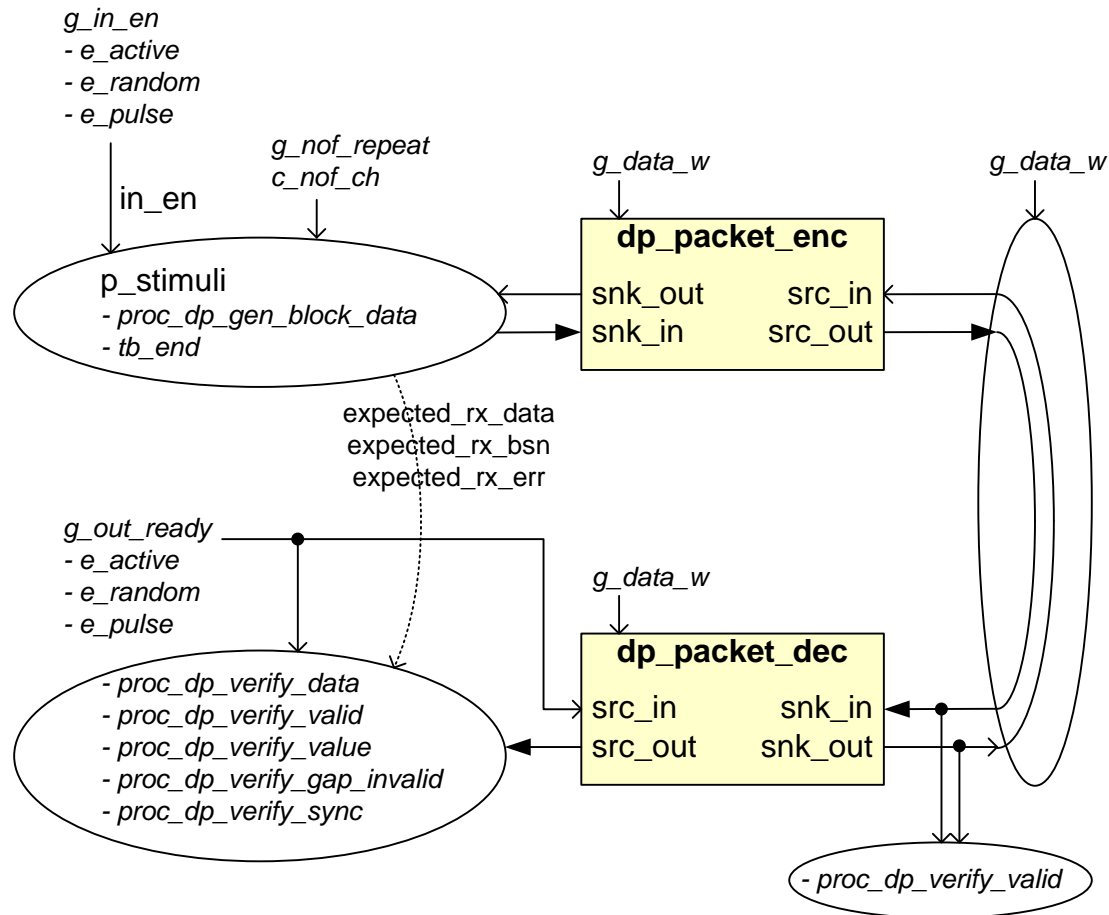 g_in_en
- e_active
- e_random
- e_pulse
in_en
g_nof_repeat
c_nof_ch
g_data_w
g_data_w
p_stimuli
- proc_dp_gen_block_data
- tb_end
dp_packet_enc
snk_out src_in
snk_in src_out
expected_rx_data
expected_rx_bsn
expected_rx_err
g_out_ready
- e_active
- e_random
- e_pulse
g_data_w
dp_packet_dec
src_in snk_in
src_out snk_out
- proc_dp_verify_data
- proc_dp_verify_valid
- proc_dp_verify_value
- proc_dp_verify_gap_invalid
- proc_dp_verify_sync
- proc_dp_verify_valid